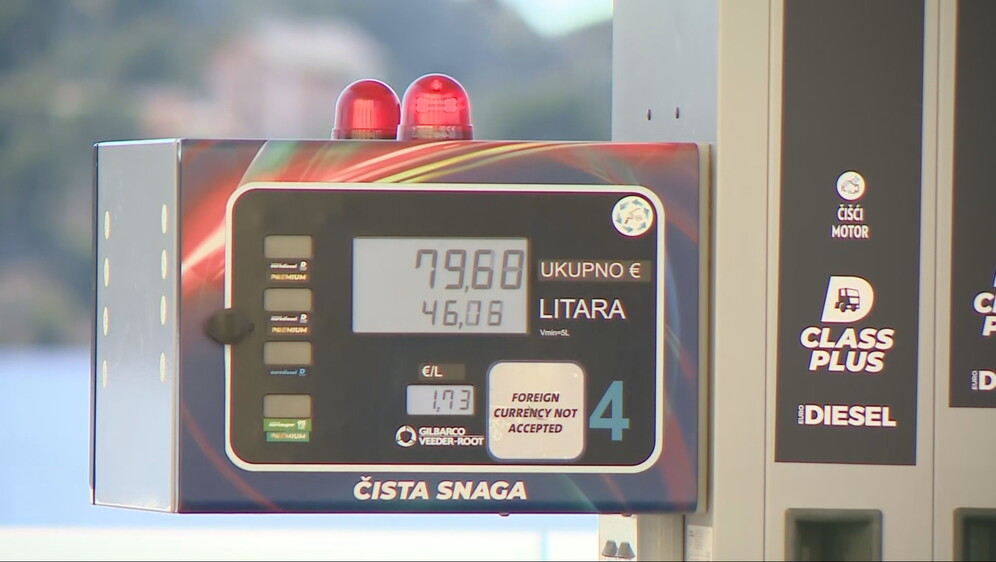 79,68
UKUPNO €
46,08
LITARA
Vmin=5L
PREMIUM
PREMIUM
PREMIUM
€/L
1,73
GILBARCO
VEEDER-ROOT
FOREIGN
CURRENCY NOT
ACCEPTED
4
ČISTA SNAGA
ČIŠĆI
MOTOR
D
CLASS
PLUS
EURO
DIESEL